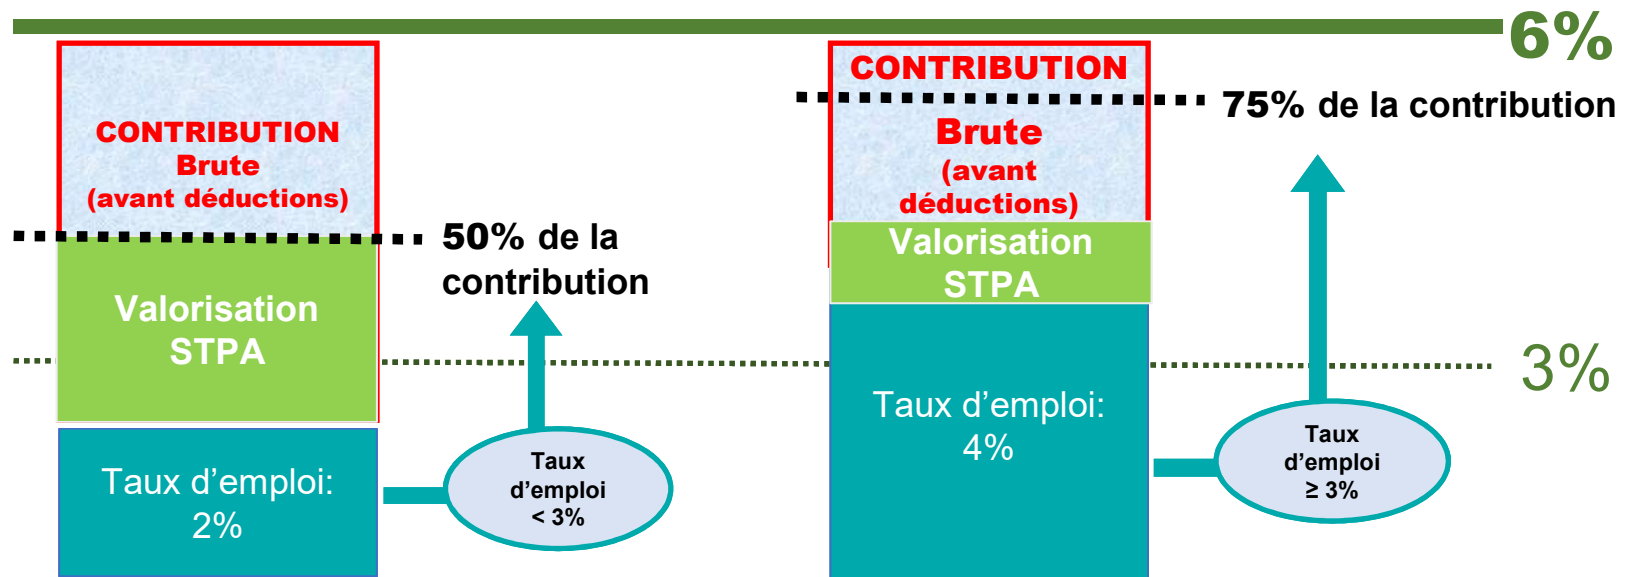 6%
CONTRIBUTION
Brute
(avant déductions)
50% de la
contribution
Valorisation
STPA
Taux d'emploi:
2%
Taux
d'emploi
< 3%
CONTRIBUTION
75% de la contribution
Brute
(avant
déductions)
Valorisation
STPA
3%
Taux d'emploi:
4%
Taux
d'emploi
≥ 3%